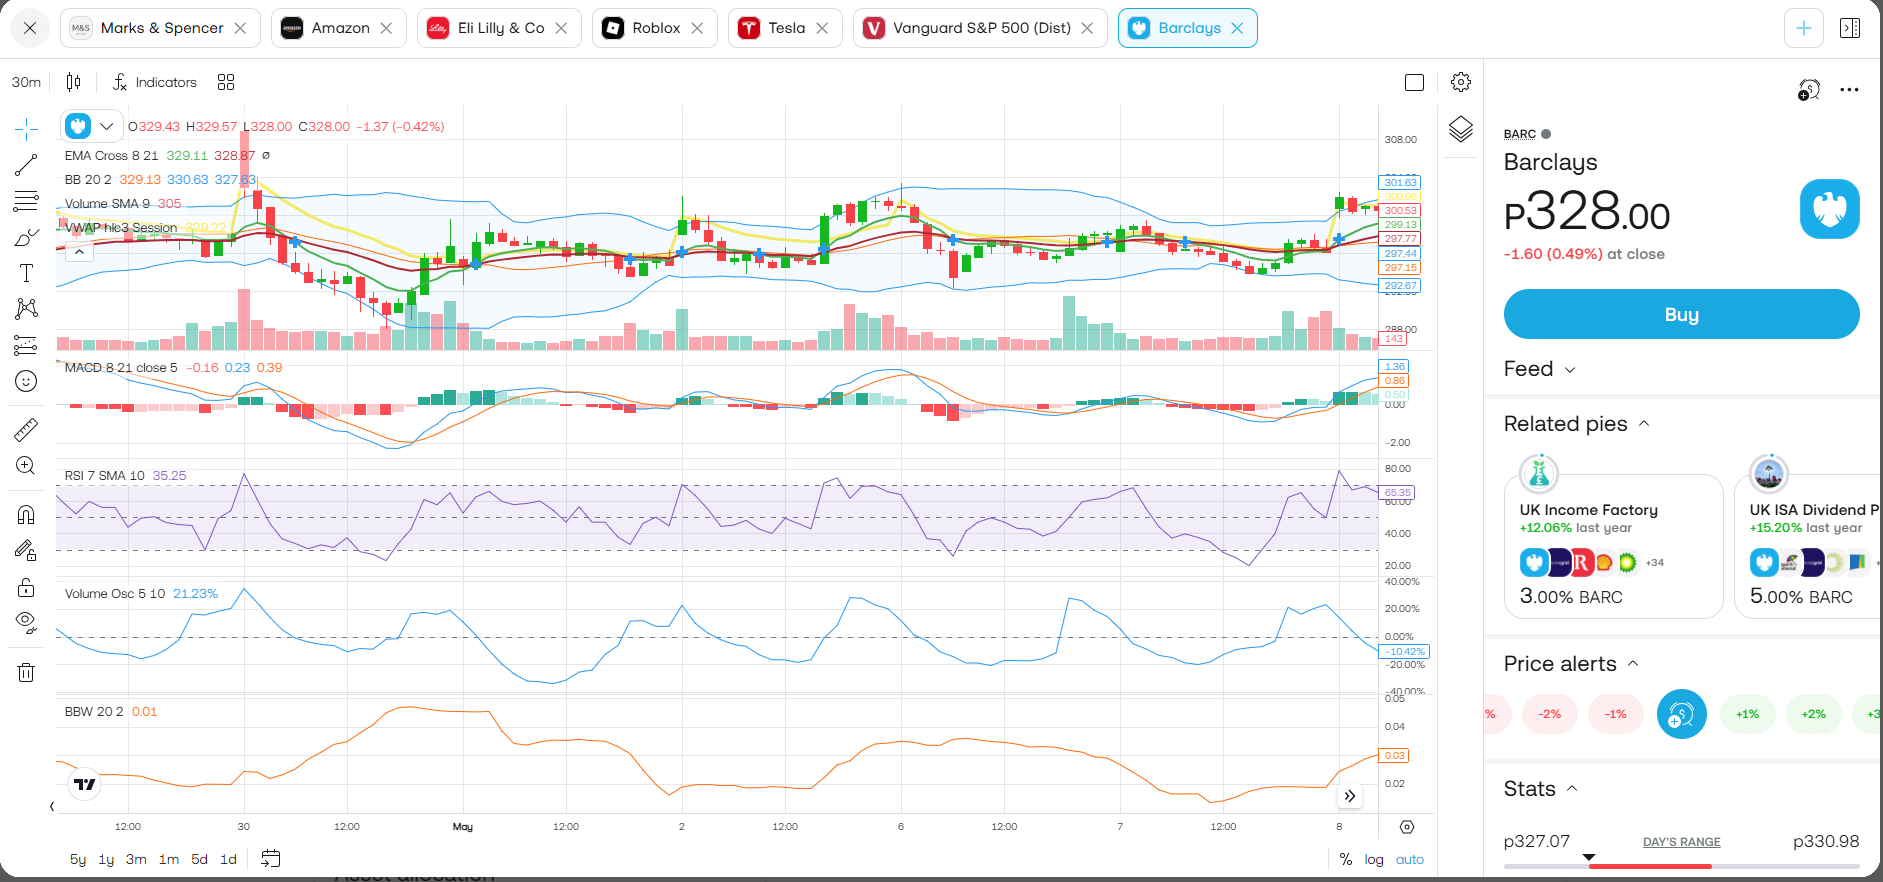 Marks & Spencer
Amazon
Eli Lilly & Co
Roblox
Tesla
Vanguard S&P 500 (Dist)
Barclays
30m
Indicators
O329.43 H329.57 L328.00 C328.00 −1.37 (−0.42%)
EMA Cross 8 21 329.11 328.87 ∅
BB 20 2 329.13 330.63 327.63
Volume SMA 9 305
VWAP hlc3 Session 329.22
308.00
301.63
300.53
299.13
297.77
297.44
297.15
292.67
288.00
143
MACD 8 21 close 5 −0.16 0.23 0.39
1.36
0.86
0.50
0.00
−2.00
RSI 7 SMA 10 35.25
80.00
65.35
60.00
40.00
20.00
Volume Osc 5 10 21.23%
40.00%
20.00%
0.00%
−10.42%
−20.00%
−40.00%
BBW 20 2 0.01
0.05
0.04
0.03
0.02
12:00 30 12:00 May 12:00 2 12:00 6 12:00 7 12:00 8
5y 1y 3m 1m 5d 1d
% log auto
BARC
Barclays
P328.00
-1.60 (0.49%) at close
Buy
Feed
Related pies
UK Income Factory
+12.06% last year
+34
3.00% BARC
UK ISA Dividend P
+15.20% last year
5.00% BARC
Price alerts
%
-2%
-1%
+1%
+2%
+3
Stats
p327.07 DAY'S RANGE p330.98